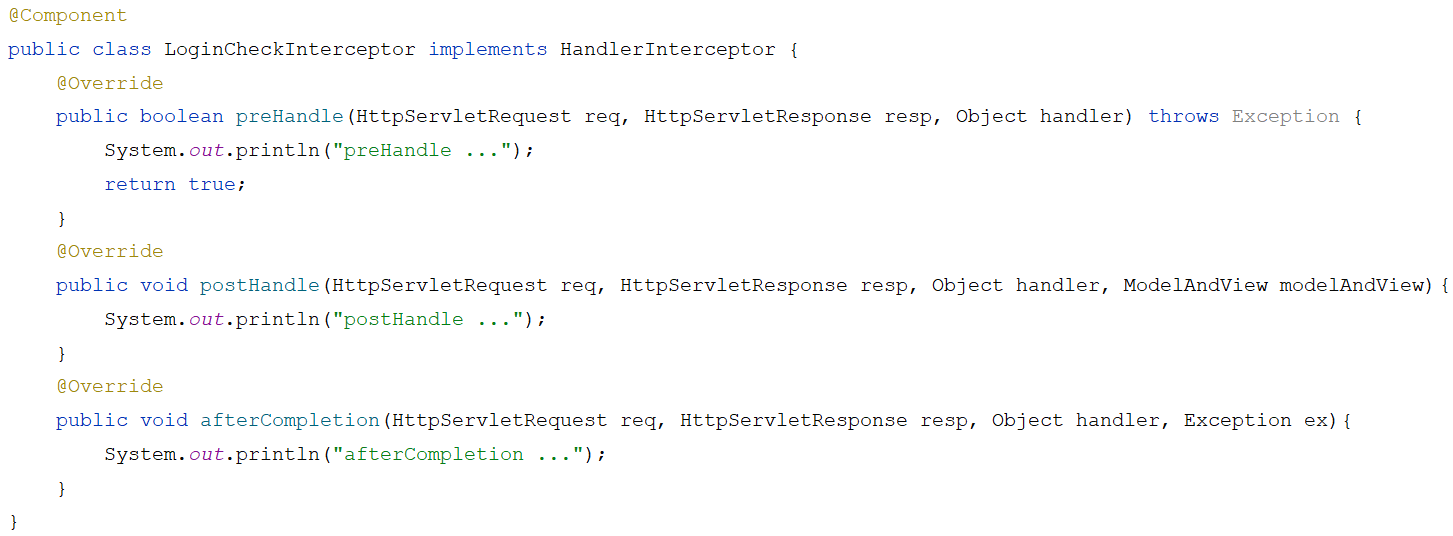 @Component
public class LoginCheckInterceptor implements HandlerInterceptor {
    @Override
    public boolean preHandle(HttpServletRequest req, HttpServletResponse resp, Object handler) throws Exception {
        System.out.println("preHandle ...");
        return true;
    }
    @Override
    public void postHandle(HttpServletRequest req, HttpServletResponse resp, Object handler, ModelAndView modelAndView){
        System.out.println("postHandle ...");
    }
    @Override
    public void afterCompletion(HttpServletRequest req, HttpServletResponse resp, Object handler, Exception ex){
        System.out.println("afterCompletion ...");
    }
}